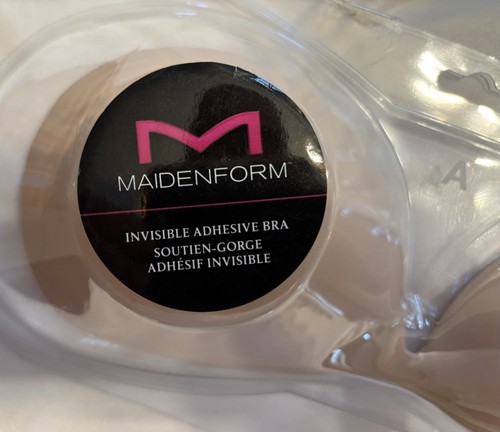 MAIDENFORM
INVISIBLE ADHESIVE BRA
SOUTIEN-GORGE
ADHÉSIF INVISIBLE
A